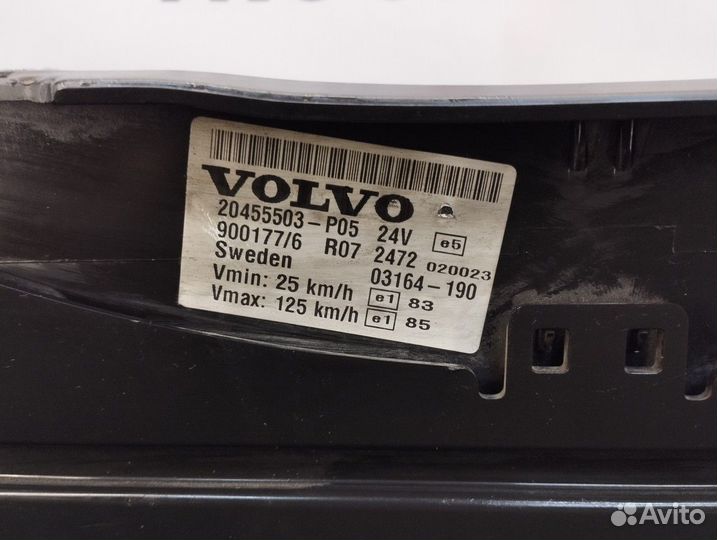 VOLVO
20455503-P05 24V e5
900177/6 R07 2472 020023
Sweden 03164-190
Vmin: 25 km/h e1 83
Vmax: 125 km/h e1 85
Avito